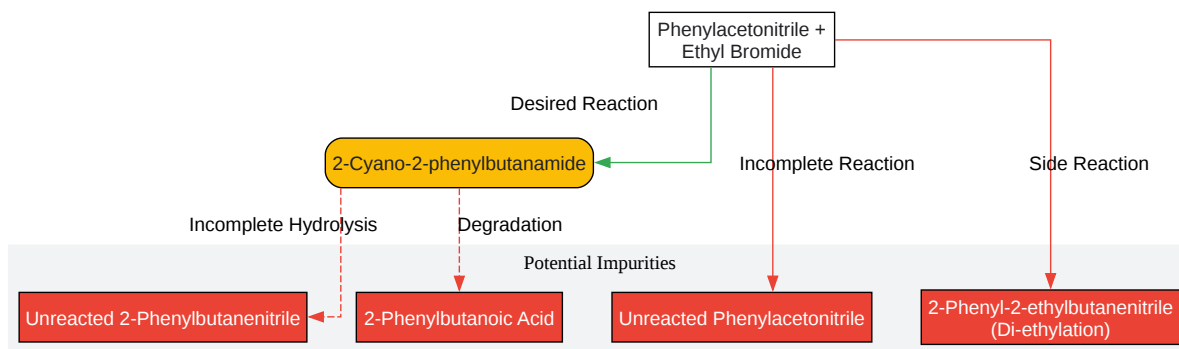 Phenylacetonitrile +
Ethyl Bromide
Desired Reaction
2-Cyano-2-phenylbutanamide
Incomplete Reaction
Side Reaction
Incomplete Hydrolysis
Degradation
Potential Impurities
Unreacted 2-Phenylbutanenitrile
2-Phenylbutanoic Acid
Unreacted Phenylacetonitrile
2-Phenyl-2-ethylbutanenitrile
(Di-ethylation)